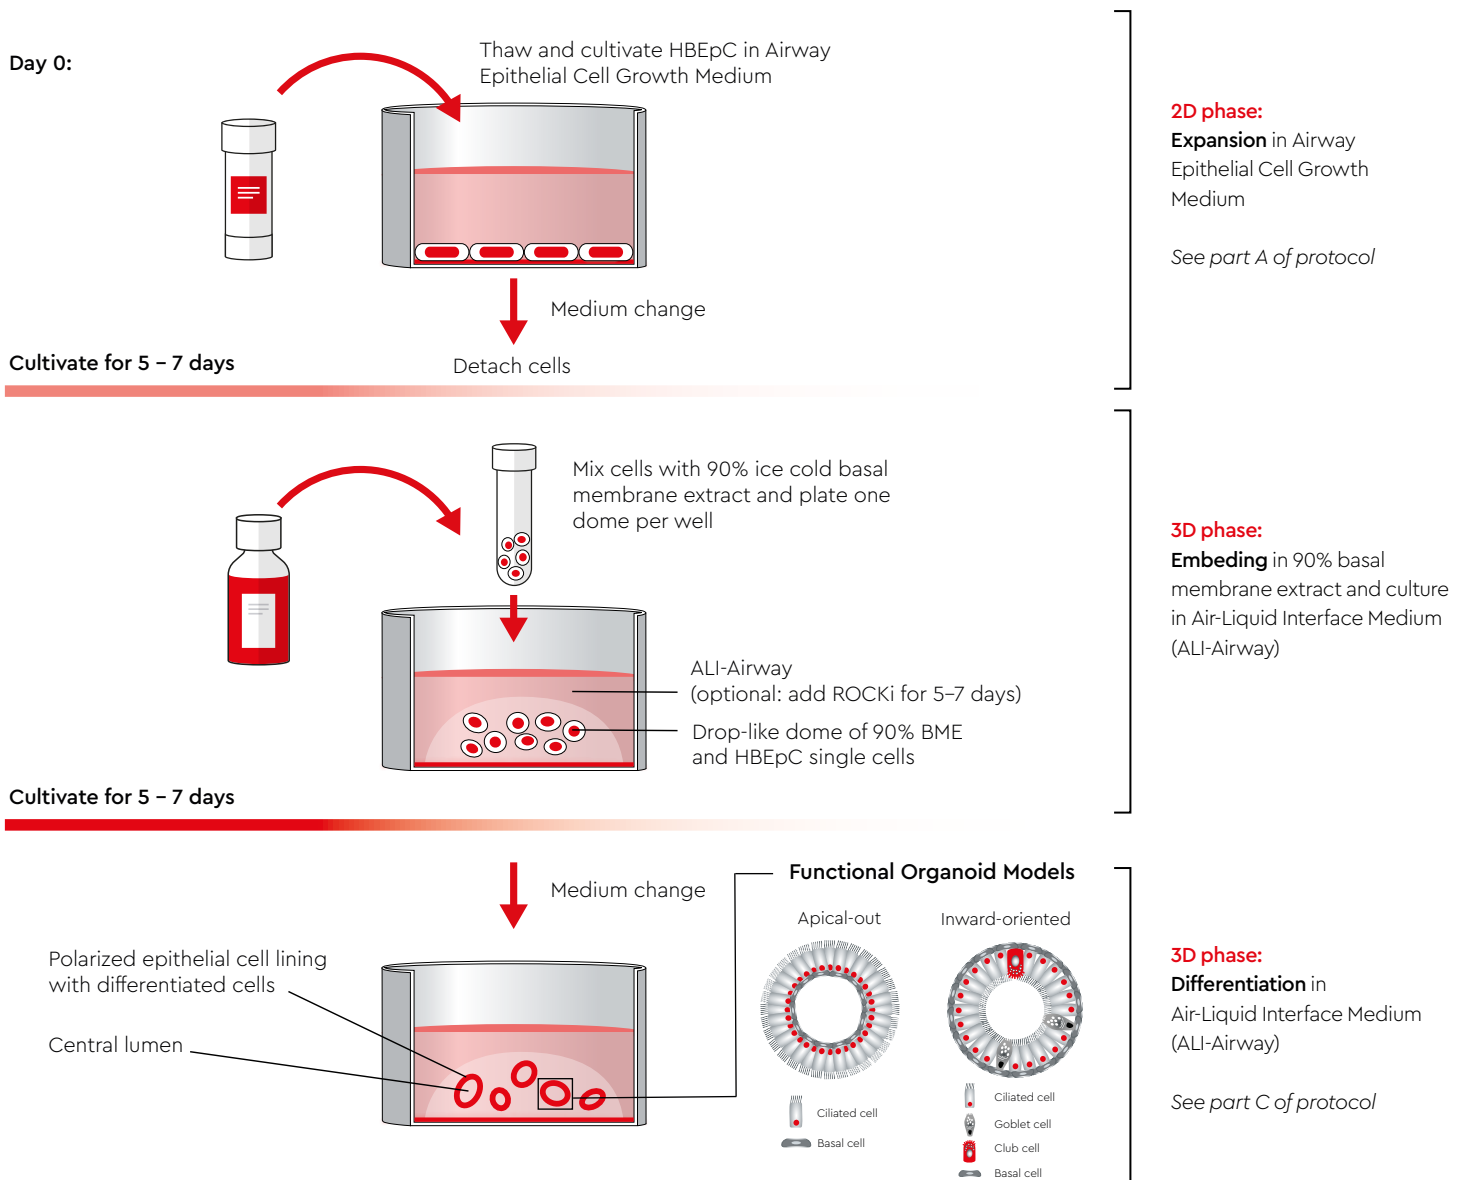 Day 0:
Thaw and cultivate HBEpC in Airway
Epithelial Cell Growth Medium
2D phase:
Expansion in Airway
Epithelial Cell Growth
Medium
See part A of protocol
Medium change
Cultivate for 5 – 7 days
Detach cells
Mix cells with 90% ice cold basal
membrane extract and plate one
dome per well
3D phase:
Embeding in 90% basal
membrane extract and culture
in Air-Liquid Interface Medium
(ALI-Airway)
ALI-Airway
(optional: add ROCKi for 5–7 days)
Drop-like dome of 90% BME
and HBEpC single cells
Cultivate for 5 – 7 days
Medium change
Functional Organoid Models
Apical-out
Inward-oriented
Polarized epithelial cell lining
with differentiated cells
Central lumen
Ciliated cell
Basal cell
Ciliated cell
Goblet cell
Club cell
Basal cell
3D phase:
Differentiation in
Air-Liquid Interface Medium
(ALI-Airway)
See part C of protocol